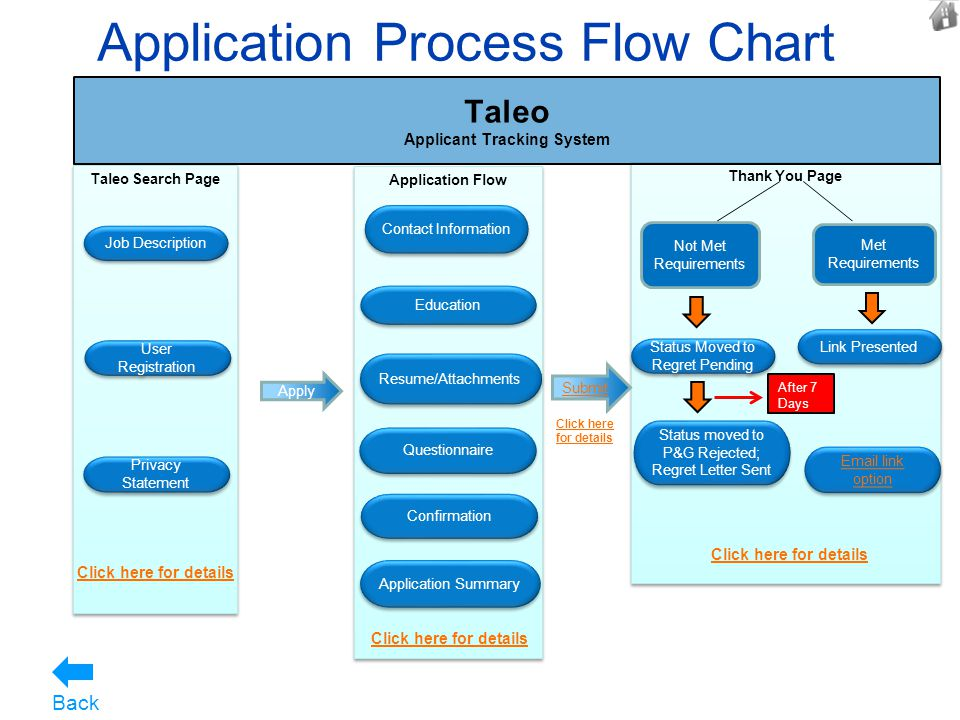 Application Process Flow Chart
Taleo
Applicant Tracking System
Taleo Search Page
Job Description
User
Registration
Privacy
Statement
Click here for details
Apply
Application Flow
Contact Information
Education
Resume/Attachments
Questionnaire
Confirmation
Application Summary
Click here for details
Submit
Click here
for details
Thank You Page
Not Met
Requirements
Met
Requirements
Status Moved to
Regret Pending
Link Presented
After 7
Days
Status moved to
P&G Rejected;
Regret Letter Sent
Email link
option
Click here for details
Back